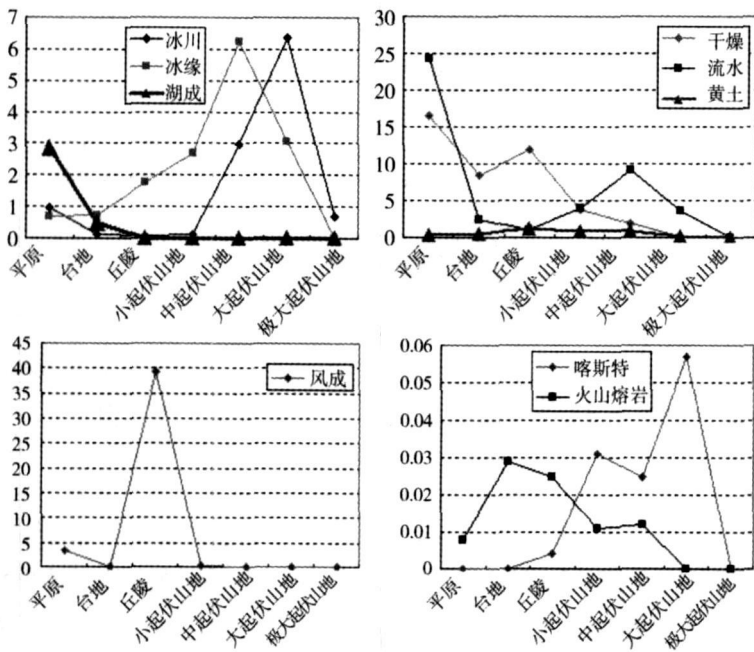 7
6
5
4
3
2
1
0
冰川
冰缘
湖成
平原
台地
丘陵
小起伏山地
中起伏山地
大起伏山地
极大起伏山地
30
25
20
15
10
5
0
干燥
流水
黄土
平原
台地
丘陵
小起伏山地
中起伏山地
大起伏山地
极大起伏山地
45
40
35
30
25
20
15
10
5
0
风成
平原
台地
丘陵
小起伏山地
中起伏山地
大起伏山地
极大起伏山地
0.06
0.05
0.04
0.03
0.02
0.01
0
喀斯特
火山熔岩
平原
台地
丘陵
小起伏山地
中起伏山地
大起伏山地
极大起伏山地